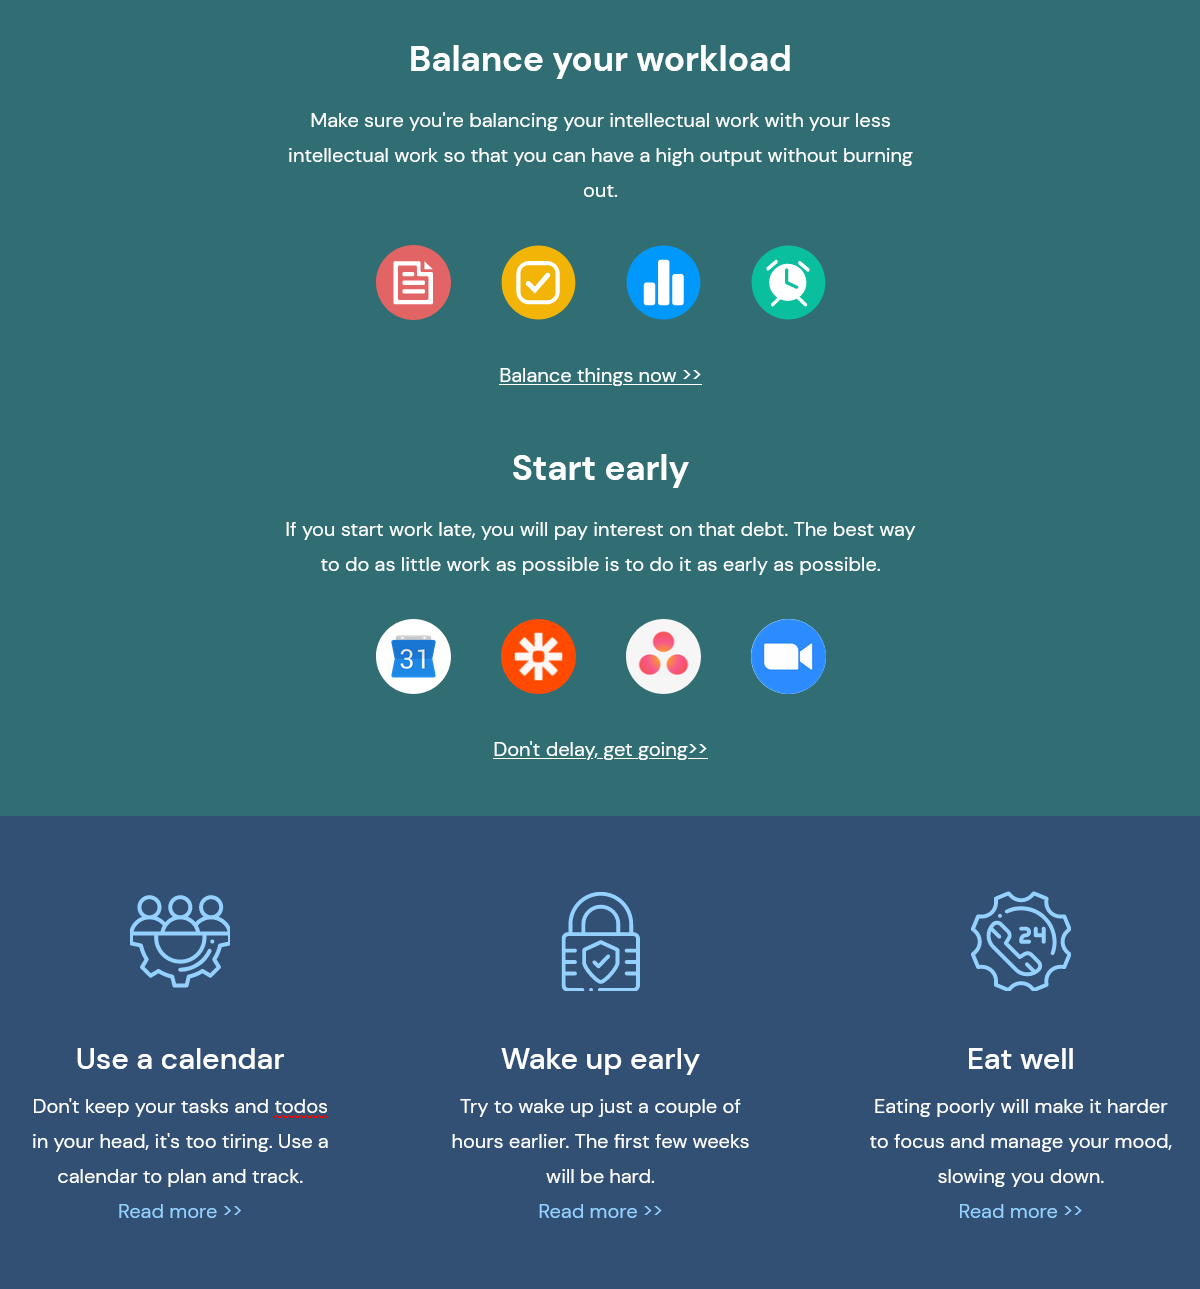 Balance your workload
Make sure you're balancing your intellectual work with your less
intellectual work so that you can have a high output without burning
out.
Balance things now >>
Start early
If you start work late, you will pay interest on that debt. The best way
to do as little work as possible is to do it as early as possible.
31
Don't delay, get going>>
24
Use a calendar
Don't keep your tasks and todos
in your head, it's too tiring. Use a
calendar to plan and track.
Read more >>
Wake up early
Try to wake up just a couple of
hours earlier. The first few weeks
will be hard.
Read more >>
Eat well
Eating poorly will make it harder
to focus and manage your mood,
slowing you down.
Read more >>